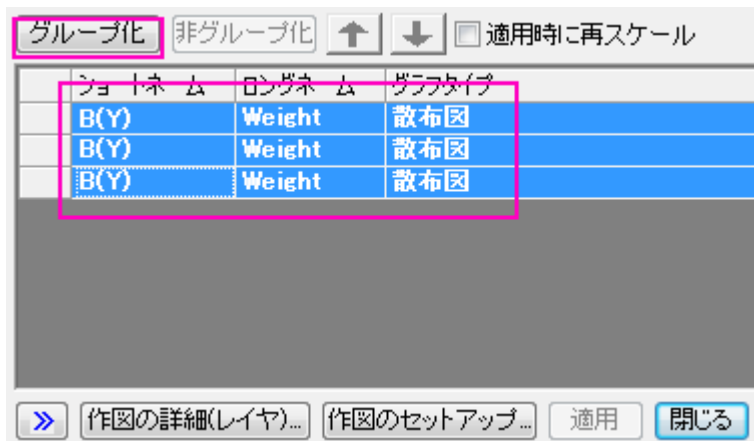 グループ化 非グループ化 適用時に再スケール
ショートネーム ロングネーム グラフタイプ
B(Y) Weight 散布図
B(Y) Weight 散布図
B(Y) Weight 散布図
作図の詳細(レイヤ)... 作図のセットアップ... 適用 閉じる